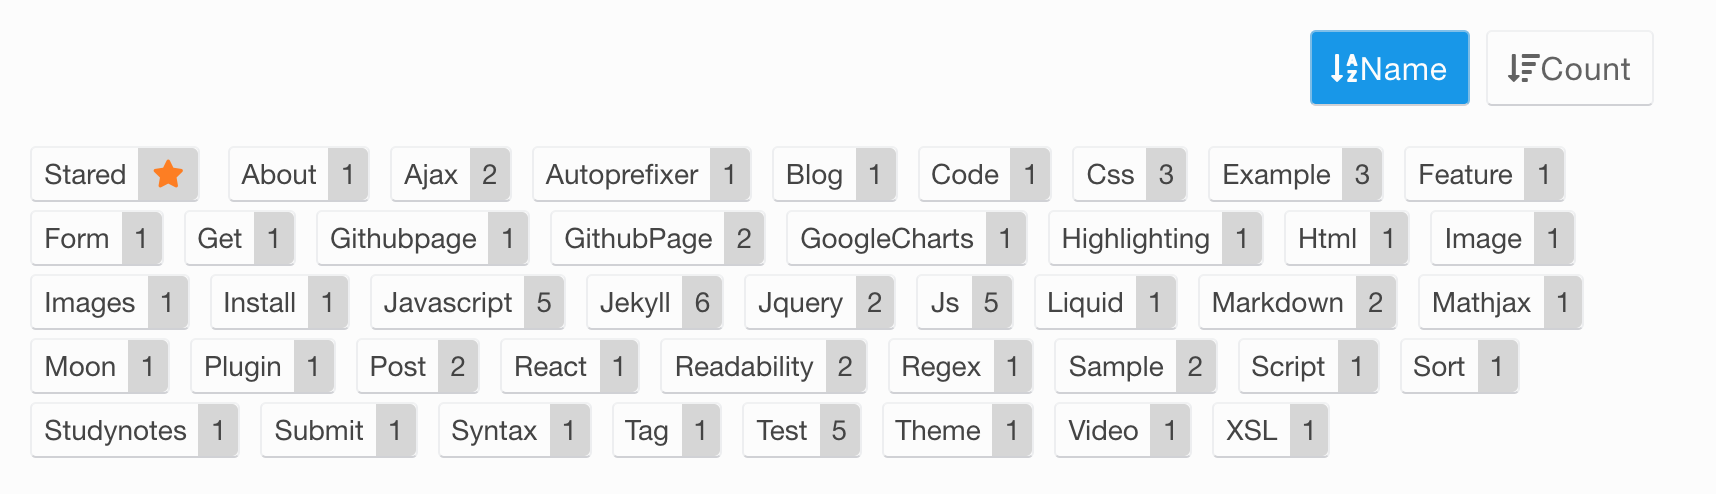 Name Count
Stared About 1 Ajax 2 Autoprefixer 1 Blog 1 Code 1 Css 3 Example 3 Feature 1
Form 1 Get 1 Githubpage 1 GithubPage 2 GoogleCharts 1 Highlighting 1 Html 1 Image 1
Images 1 Install 1 Javascript 5 Jekyll 6 Jquery 2 Js 5 Liquid 1 Markdown 2 Mathjax 1
Moon 1 Plugin 1 Post 2 React 1 Readability 2 Regex 1 Sample 2 Script 1 Sort 1
Studynotes 1 Submit 1 Syntax 1 Tag 1 Test 5 Theme 1 Video 1 XSL 1